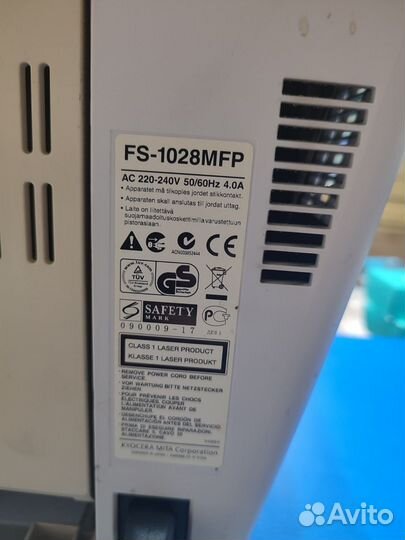 FS-1028MFP
AC 220-240V 50/60Hz 4.0A
• Apparatet må tilkoples jordet stikkontakt.
• Apparaten skall anslutas till jordat uttag.
• Laite on liitettävä
suojamaadoituskoskettimilla varustettuun
pistorasiaan.
TÜV
GS
SAFETY
MARK
090009-17
CLASS 1 LASER PRODUCT
KLASSE 1 LASER PRODUCT
• REMOVE POWER CORD BEFORE
SERVICE.
• VOR WARTUNG BITTE NETZSTECKER
ZIEHEN.
• POUR PRÉVENIR LES CHOCS
ÉLECTRIQUES, COUPER
L'ALIMENTATION AVANT DE
MANIPULER
• DESENCHUFE EL CORDÓN DE
ALIMENTACIÓN ANTES DEL SERVICIO
• PRIMA DI ESEGUIRE RIPARAZIONI,
STACCARE IL CAVO DI
ALIMENTAZIONE
KYOCERA MITA Corporation
Avito